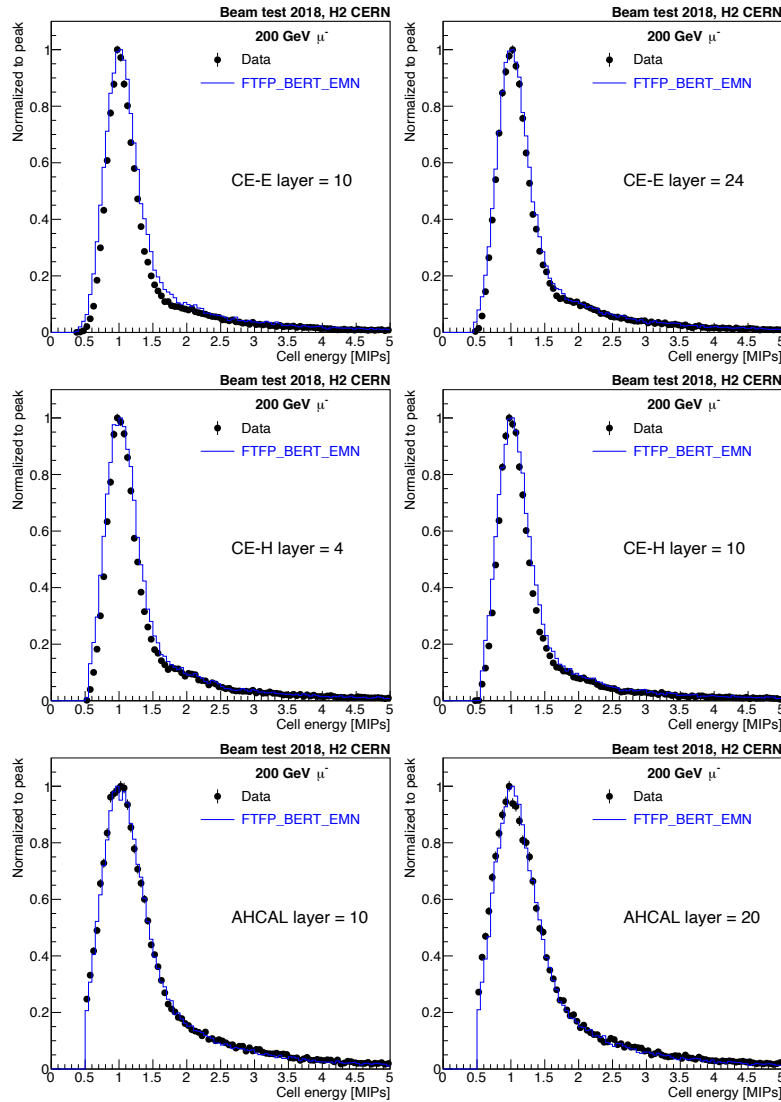 Beam test 2018, H2 CERN
Normalized to peak
200 GeV μ⁻
Data
FTFP_BERT_EMN
CE-E layer = 10
1
0.8
0.6
0.4
0.2
0
0 0.5 1 1.5 2 2.5 3 3.5 4 4.5 5
Cell energy [MIPs]
Beam test 2018, H2 CERN
Normalized to peak
200 GeV μ⁻
Data
FTFP_BERT_EMN
CE-E layer = 24
1
0.8
0.6
0.4
0.2
0
0 0.5 1 1.5 2 2.5 3 3.5 4 4.5 5
Cell energy [MIPs]
Beam test 2018, H2 CERN
Normalized to peak
200 GeV μ⁻
Data
FTFP_BERT_EMN
CE-H layer = 4
1
0.8
0.6
0.4
0.2
0
0 0.5 1 1.5 2 2.5 3 3.5 4 4.5 5
Cell energy [MIPs]
Beam test 2018, H2 CERN
Normalized to peak
200 GeV μ⁻
Data
FTFP_BERT_EMN
CE-H layer = 10
1
0.8
0.6
0.4
0.2
0
0 0.5 1 1.5 2 2.5 3 3.5 4 4.5 5
Cell energy [MIPs]
Beam test 2018, H2 CERN
Normalized to peak
200 GeV μ⁻
Data
FTFP_BERT_EMN
AHCAL layer = 10
1
0.8
0.6
0.4
0.2
0
0 0.5 1 1.5 2 2.5 3 3.5 4 4.5 5
Cell energy [MIPs]
Beam test 2018, H2 CERN
Normalized to peak
200 GeV μ⁻
Data
FTFP_BERT_EMN
AHCAL layer = 20
1
0.8
0.6
0.4
0.2
0
0 0.5 1 1.5 2 2.5 3 3.5 4 4.5 5
Cell energy [MIPs]